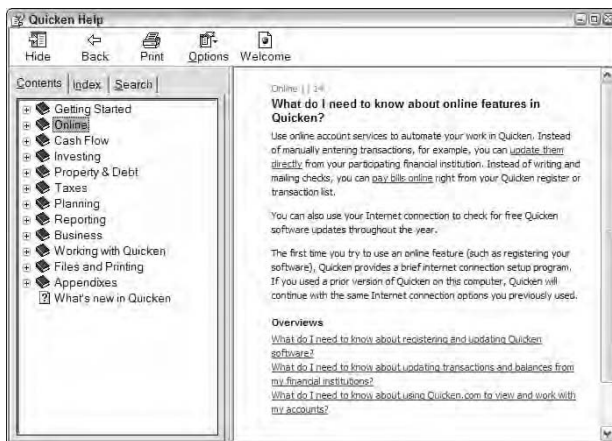 Quicken Help
Hide Back Print Options Welcome
Contents Index Search
Getting Started
Online
Cash Flow
Investing
Property & Debt
Taxes
Planning
Reporting
Business
Working with Quicken
Files and Printing
Appendixes
What's new in Quicken
Online | | 14
What do I need to know about online features in
Quicken?
Use online account services to automate your work in Quicken. Instead
of manually entering transactions, for example, you can update them
directly from your participating financial institution. Instead of writing and
mailing checks, you can pay bills online right from your Quicken register or
transaction list.
You can also use your Internet connection to check for free Quicken
software updates throughout the year.
The first time you try to use an online feature (such as registering your
software), Quicken provides a brief internet connection setup program.
If you used a prior version of Quicken on this computer, Quicken will
continue with the same Internet connection options you previously used.
Overviews
What do I need to know about registering and updating Quicken
software?
What do I need to know about updating transactions and balances from
my financial institutions?
What do I need to know about using Quicken.com to view and work with
my accounts?